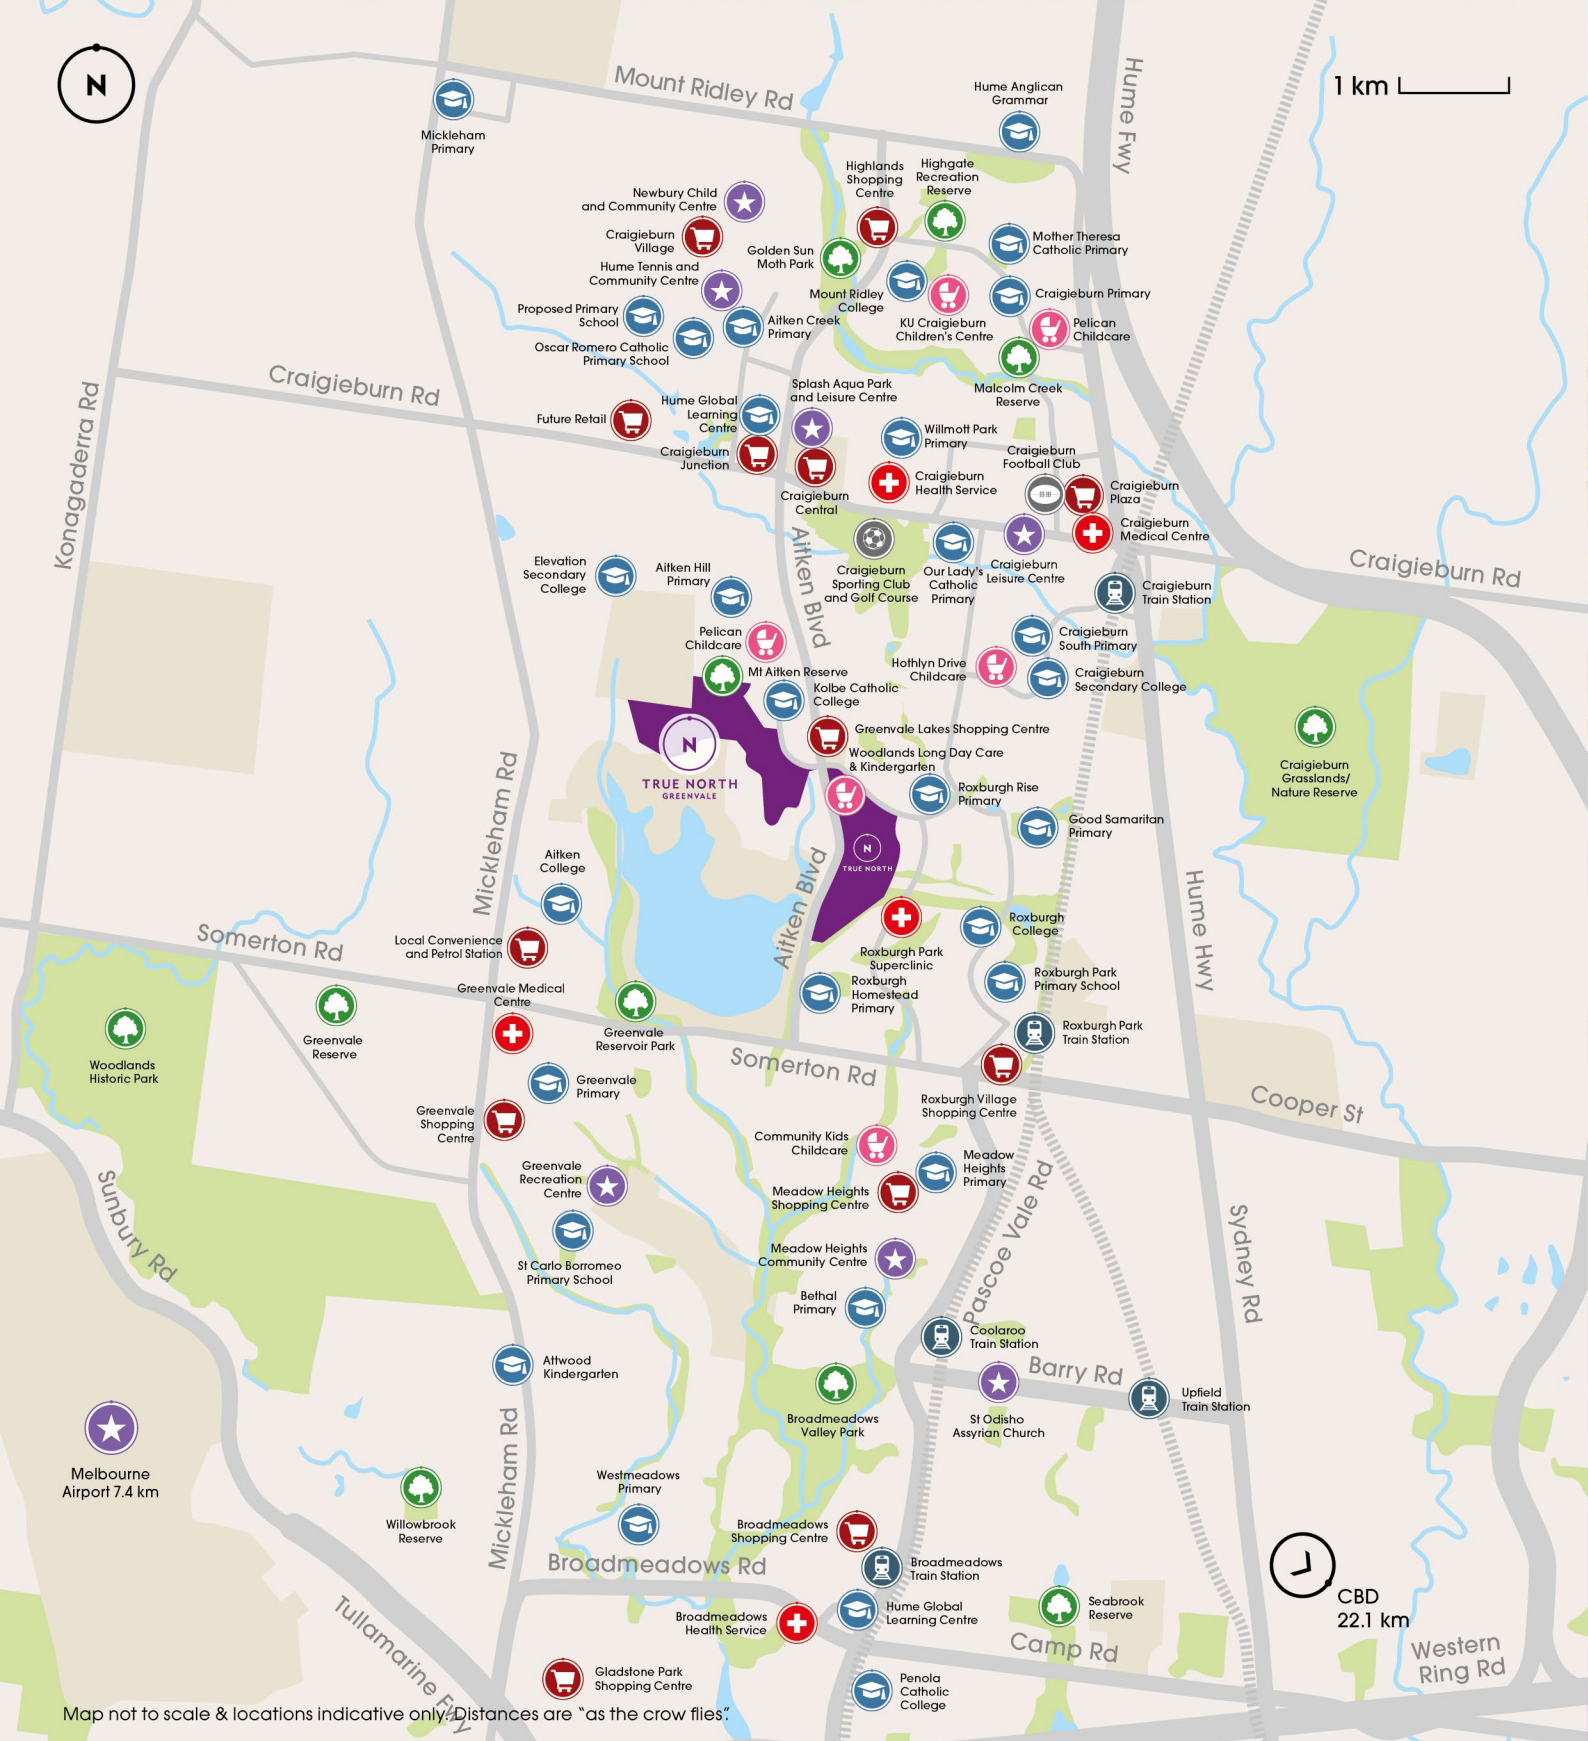 N
1 km
Mount Ridley Rd
Hume Fwy
Hume Anglican
Grammar
Mickleham
Primary
Highlands
Shopping
Centre
Highgate
Recreation
Reserve
Newbury Child
and Community Centre
Craigieburn
Village
Golden Sun
Moth Park
Mother Theresa
Catholic Primary
Hume Tennis and
Community Centre
Mount Ridley
College
Craigieburn Primary
Proposed Primary
School
Aitken Creek
Primary
KU Craigieburn
Children's Centre
Pelican
Childcare
Oscar Romero Catholic
Primary School
Malcolm Creek
Reserve
Craigieburn Rd
Konagaderra Rd
Splash Aqua Park
and Leisure Centre
Hume Global
Learning
Centre
Future Retail
Willmott Park
Primary
Craigieburn
Junction
Craigieburn
Football Club
Craigieburn
Health Service
Craigieburn
Plaza
Craigieburn
Central
Craigieburn
Medical Centre
Aitken Blvd
Craigieburn
Sporting Club
and Golf Course
Our Lady's
Catholic
Primary
Craigieburn
Leisure Centre
Craigieburn Rd
Elevation
Secondary
College
Aitken Hill
Primary
Craigieburn
Train Station
Pelican
Childcare
Craigieburn
South Primary
Hothlyn Drive
Childcare
Craigieburn
Secondary College
Mt Aitken Reserve
Kolbe Catholic
College
Greenvale Lakes Shopping Centre
N
TRUE NORTH
GREENVALE
Woodlands Long Day Care
& Kindergarten
Craigieburn
Grasslands/
Nature Reserve
Roxburgh Rise
Primary
Good Samaritan
Primary
Mickleham Rd
N
TRUE NORTH
Aitken
College
Aitken Blvd
Hume Hwy
Roxburgh
College
Somerton Rd
Local Convenience
and Petrol Station
Roxburgh Park
Superclinic
Roxburgh Park
Primary School
Greenvale Medical
Centre
Roxburgh
Homestead
Primary
Greenvale
Reserve
Greenvale
Reservoir Park
Roxburgh Park
Train Station
Woodlands
Historic Park
Somerton Rd
Greenvale
Primary
Roxburgh Village
Shopping Centre
Cooper St
Greenvale
Shopping
Centre
Community Kids
Childcare
Meadow
Heights
Primary
Greenvale
Recreation
Centre
Meadow Heights
Shopping Centre
Pascoe Vale Rd
Sunbury Rd
Sydney Rd
Meadow Heights
Community Centre
St Carlo Borromeo
Primary School
Bethal
Primary
Coolaroo
Train Station
Attwood
Kindergarten
Barry Rd
Upfield
Train Station
Broadmeadows
Valley Park
St Odisho
Assyrian Church
Melbourne
Airport 7.4 km
Mickleham Rd
Westmeadows
Primary
Willowbrook
Reserve
Broadmeadows
Shopping Centre
Broadmeadows Rd
Broadmeadows
Train Station
CBD
22.1 km
Hume Global
Learning Centre
Seabrook
Reserve
Broadmeadows
Health Service
Tullamarine Fwy
Camp Rd
Western
Ring Rd
Gladstone Park
Shopping Centre
Penola
Catholic
College
Map not to scale & locations indicative only. Distances are "as the crow flies".